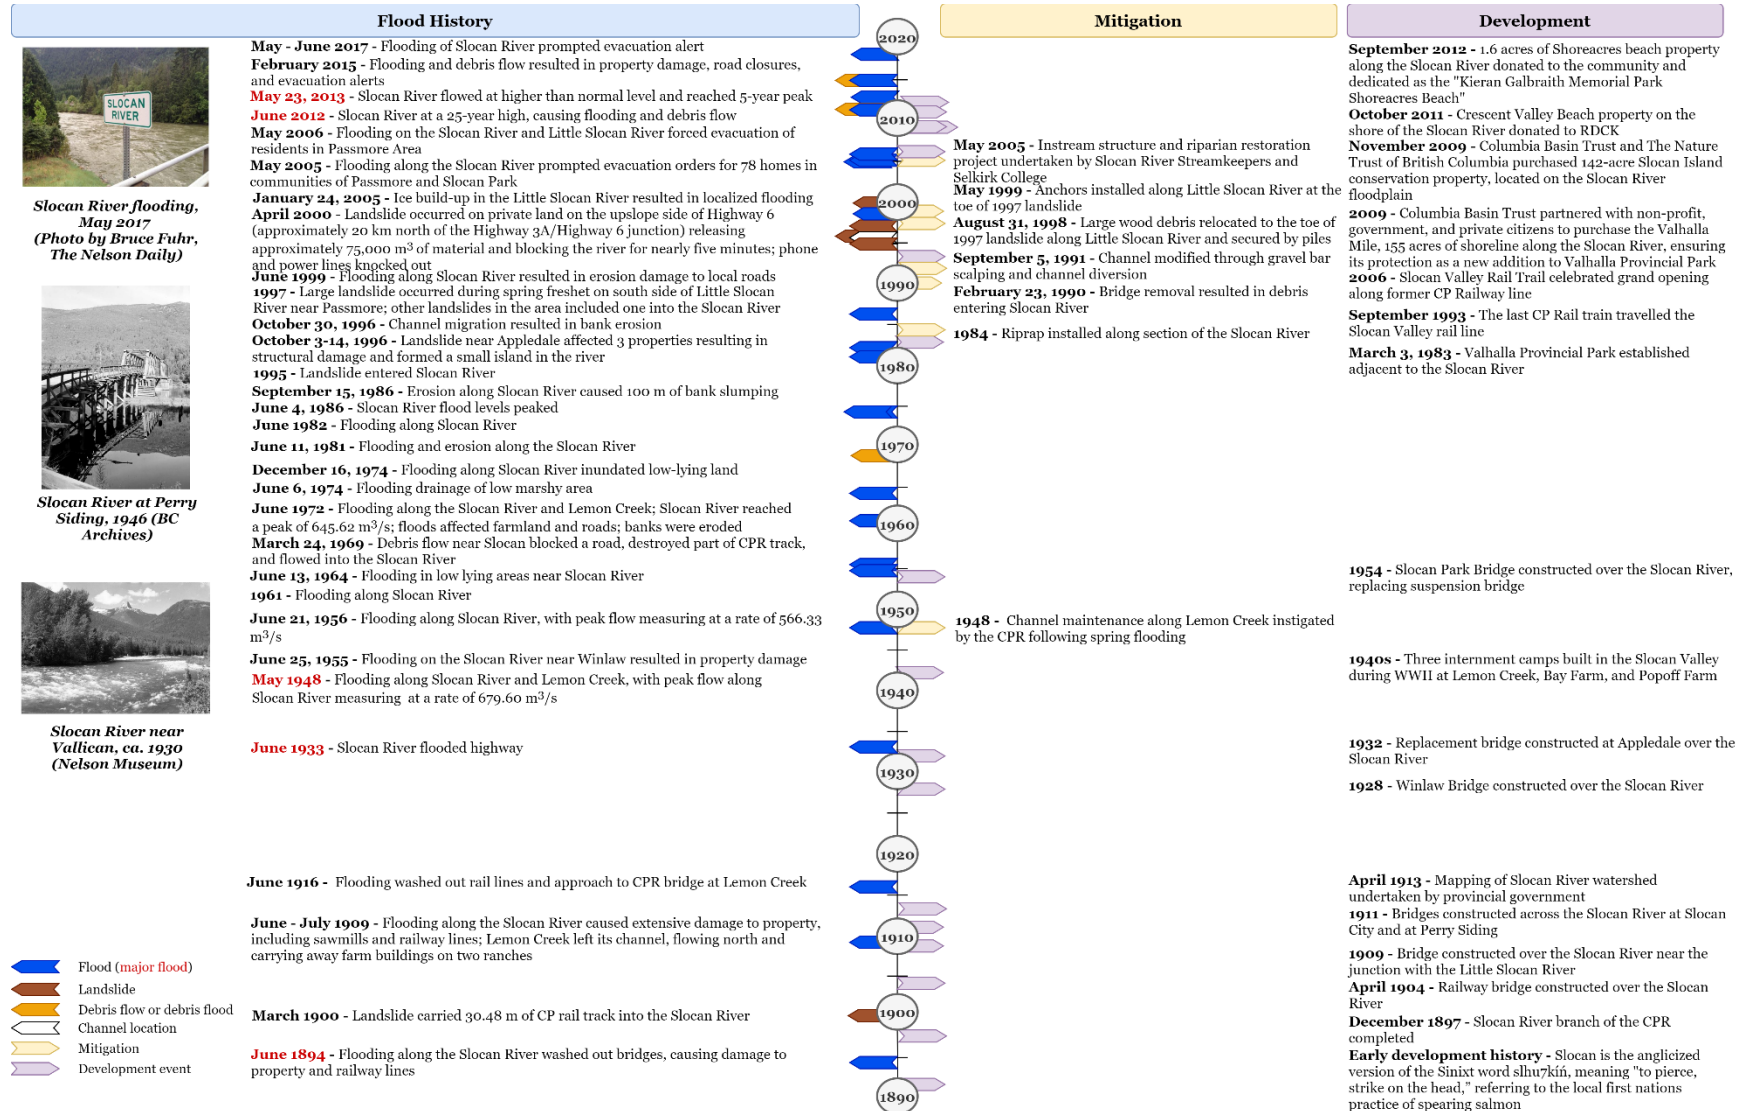 Flood History
Mitigation
Development
SLOCAN
RIVER
Slocan River flooding,
May 2017
(Photo by Bruce Fuhr,
The Nelson Daily)
Slocan River at Perry
Siding, 1946 (BC
Archives)
Slocan River near
Vallican, ca. 1930
(Nelson Museum)
Flood (major flood)
Landslide
Debris flow or debris flood
Channel location
Mitigation
Development event
May - June 2017 - Flooding of Slocan River prompted evacuation alert
February 2015 - Flooding and debris flow resulted in property damage, road closures,
and evacuation alerts
May 23, 2013 - Slocan River flowed at higher than normal level and reached 5-year peak
June 2012 - Slocan River at a 25-year high, causing flooding and debris flow
May 2006 - Flooding on the Slocan River and Little Slocan River forced evacuation of
residents in Passmore Area
May 2005 - Flooding along the Slocan River prompted evacuation orders for 78 homes in
communities of Passmore and Slocan Park
January 24, 2005 - Ice build-up in the Little Slocan River resulted in localized flooding
April 2000 - Landslide occurred on private land on the upslope side of Highway 6
(approximately 20 km north of the Highway 3A/Highway 6 junction) releasing
approximately 75,000 m³ of material and blocking the river for nearly five minutes; phone
and power lines knocked out
June 1999 - Flooding along Slocan River resulted in erosion damage to local roads
1997 - Large landslide occurred during spring freshet on south side of Little Slocan
River near Passmore; other landslides in the area included one into the Slocan River
October 30, 1996 - Channel migration resulted in bank erosion
October 3-14, 1996 - Landslide near Appledale affected 3 properties resulting in
structural damage and formed a small island in the river
1995 - Landslide entered Slocan River
September 15, 1986 - Erosion along Slocan River caused 100 m of bank slumping
June 4, 1986 - Slocan River flood levels peaked
June 1982 - Flooding along Slocan River
June 11, 1981 - Flooding and erosion along the Slocan River
December 16, 1974 - Flooding along Slocan River inundated low-lying land
June 6, 1974 - Flooding drainage of low marshy area
June 1972 - Flooding along the Slocan River and Lemon Creek; Slocan River reached
a peak of 645.62 m³/s; floods affected farmland and roads; banks were eroded
March 24, 1969 - Debris flow near Slocan blocked a road, destroyed part of CPR track,
and flowed into the Slocan River
June 13, 1964 - Flooding in low lying areas near Slocan River
1961 - Flooding along Slocan River
June 21, 1956 - Flooding along Slocan River, with peak flow measuring at a rate of 566.33
m³/s
June 25, 1955 - Flooding on the Slocan River near Winlaw resulted in property damage
May 1948 - Flooding along Slocan River and Lemon Creek, with peak flow along
Slocan River measuring at a rate of 679.60 m³/s
June 1933 - Slocan River flooded highway
June 1916 - Flooding washed out rail lines and approach to CPR bridge at Lemon Creek
June - July 1909 - Flooding along the Slocan River caused extensive damage to property,
including sawmills and railway lines; Lemon Creek left its channel, flowing north and
carrying away farm buildings on two ranches
March 1900 - Landslide carried 30.48 m of CP rail track into the Slocan River
June 1894 - Flooding along the Slocan River washed out bridges, causing damage to
property and railway lines
2020
2010
2000
1990
1980
1970
1960
1950
1940
1930
1920
1910
1900
1890
May 2005 - Instream structure and riparian restoration
project undertaken by Slocan River Streamkeepers and
Selkirk College
May 1999 - Anchors installed along Little Slocan River at the
toe of 1997 landslide
August 31, 1998 - Large wood debris relocated to the toe of
1997 landslide along Little Slocan River and secured by piles
September 5, 1991 - Channel modified through gravel bar
scalping and channel diversion
February 23, 1990 - Bridge removal resulted in debris
entering Slocan River
1984 - Riprap installed along section of the Slocan River
1948 - Channel maintenance along Lemon Creek instigated
by the CPR following spring flooding
September 2012 - 1.6 acres of Shoreacres beach property
along the Slocan River donated to the community and
dedicated as the "Kieran Galbraith Memorial Park
Shoreacres Beach"
October 2011 - Crescent Valley Beach property on the
shore of the Slocan River donated to RDCK
November 2009 - Columbia Basin Trust and The Nature
Trust of British Columbia purchased 142-acre Slocan Island
conservation property, located on the Slocan River
floodplain
2009 - Columbia Basin Trust partnered with non-profit,
government, and private citizens to purchase the Valhalla
Mile, 155 acres of shoreline along the Slocan River, ensuring
its protection as a new addition to Valhalla Provincial Park
2006 - Slocan Valley Rail Trail celebrated grand opening
along former CP Railway line
September 1993 - The last CP Rail train travelled the
Slocan Valley rail line
March 3, 1983 - Valhalla Provincial Park established
adjacent to the Slocan River
1954 - Slocan Park Bridge constructed over the Slocan River,
replacing suspension bridge
1940s - Three internment camps built in the Slocan Valley
during WWII at Lemon Creek, Bay Farm, and Popoff Farm
1932 - Replacement bridge constructed at Appledale over the
Slocan River
1928 - Winlaw Bridge constructed over the Slocan River
April 1913 - Mapping of Slocan River watershed
undertaken by provincial government
1911 - Bridges constructed across the Slocan River at Slocan
City and at Perry Siding
1909 - Bridge constructed over the Slocan River near the
junction with the Little Slocan River
April 1904 - Railway bridge constructed over the Slocan
River
December 1897 - Slocan River branch of the CPR
completed
Early development history - Slocan is the anglicized
version of the Sinixt word slhu7kíń, meaning "to pierce,
strike on the head," referring to the local first nations
practice of spearing salmon